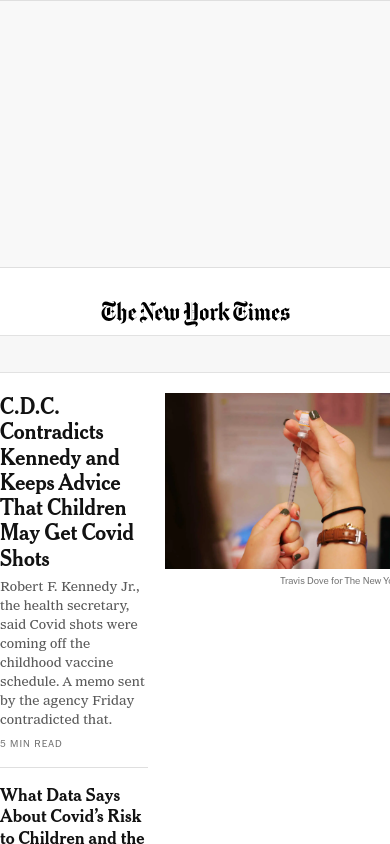 The New York Times
C.D.C.
Contradicts
Kennedy and
Keeps Advice
That Children
May Get Covid
Shots
Robert F. Kennedy Jr.,
the health secretary,
said Covid shots were
coming off the
childhood vaccine
schedule. A memo sent
by the agency Friday
contradicted that.
5 MIN READ
Travis Dove for The New Yo
What Data Says
About Covid’s Risk
to Children and the